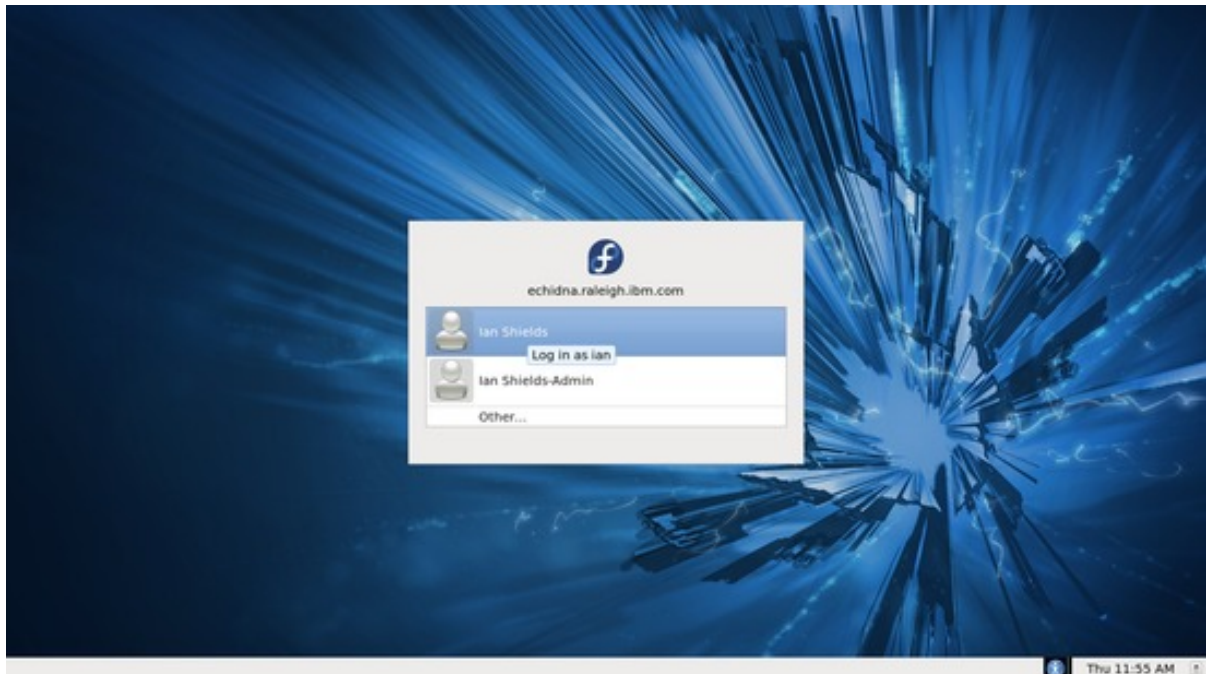 echidna.raleigh.ibm.com
Ian Shields
Log in as ian
Ian Shields-Admin
Other...
Thu 11:55 AM